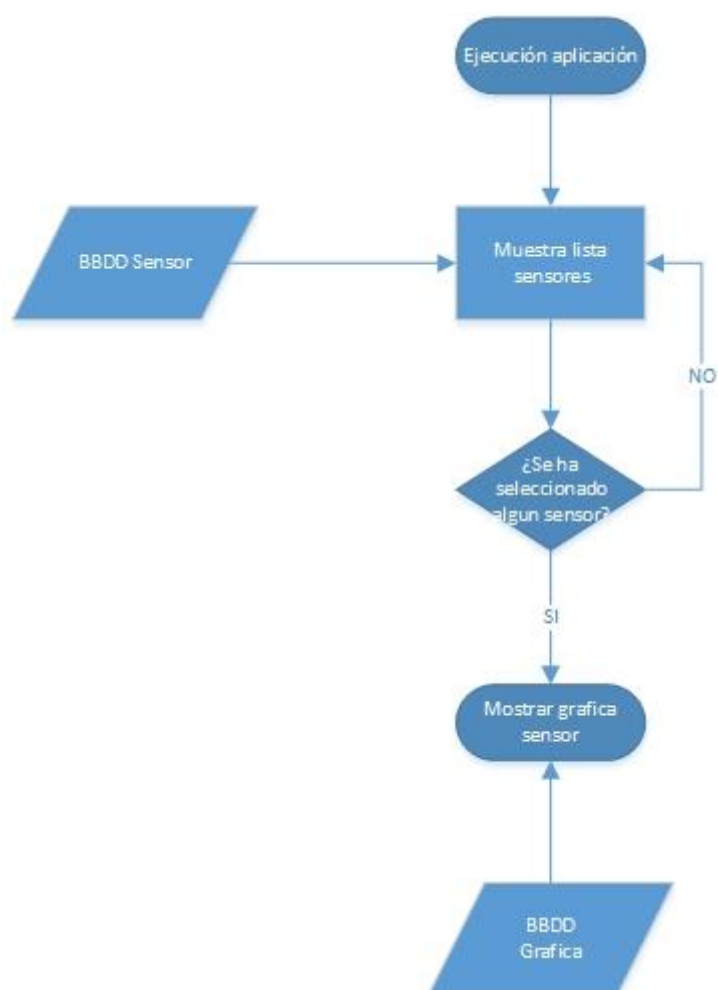 Ejecución aplicación
BBDD Sensor
Muestra lista
sensores
NO
¿Se ha
seleccionado
algun sensor?
SI
Mostrar grafica
sensor
BBDD
Grafica